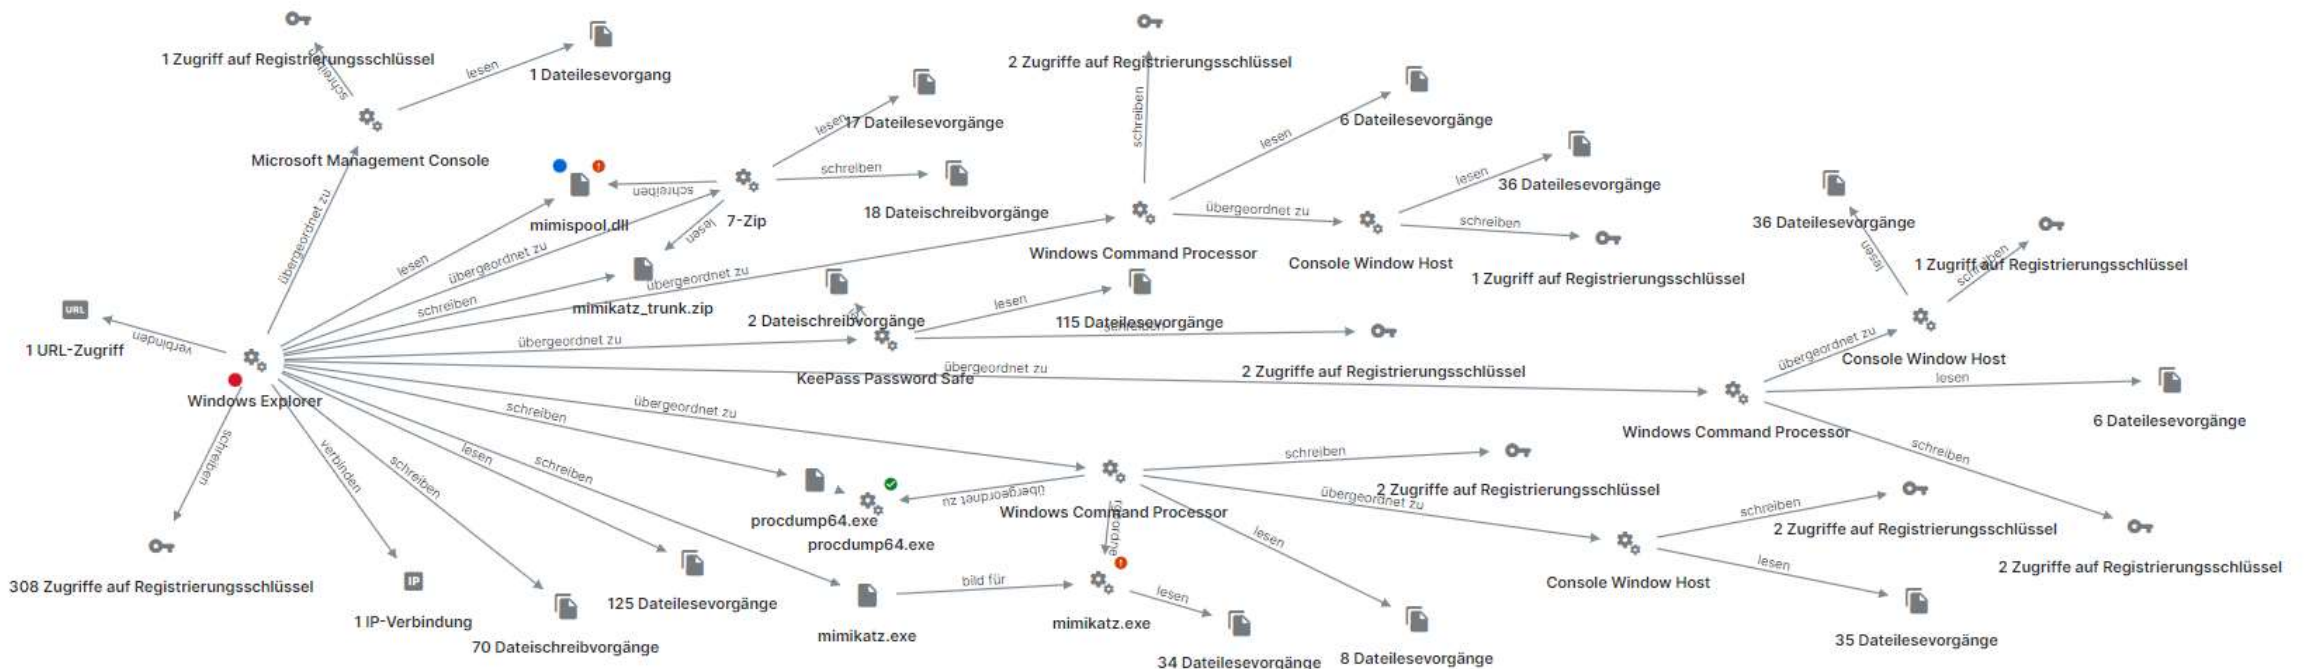 1 Zugriff auf Registrierungsschlüssel
schreiben
lesen
1 Dateilesevorgang
Microsoft Management Console
übergeordnet zu
URL
1 URL-Zugriff
verbinden
Windows Explorer
schreiben
308 Zugriffe auf Registrierungsschlüssel
verbinden
IP
1 IP-Verbindung
schreiben
70 Dateischreibvorgänge
lesen
125 Dateilesevorgänge
schreiben
mimikatz.exe
bild für
mimikatz.exe
lesen
34 Dateilesevorgänge
lesen
mimispool.dll
schreiben
7-Zip
übergeordnet zu
lesen
17 Dateilesevorgänge
schreiben
18 Dateischreibvorgänge
lesen
schreiben
mimikatz_trunk.zip
übergeordnet zu
Windows Command Processor
schreiben
2 Zugriffe auf Registrierungsschlüssel
lesen
6 Dateilesevorgänge
übergeordnet zu
Console Window Host
lesen
36 Dateilesevorgänge
schreiben
1 Zugriff auf Registrierungsschlüssel
übergeordnet zu
KeePass Password Safe
2 Dateischreibvorgänge
lesen
115 Dateilesevorgänge
schreiben
2 Zugriffe auf Registrierungsschlüssel
übergeordnet zu
Windows Command Processor
übergeordnet zu
Console Window Host
lesen
36 Dateilesevorgänge
schreiben
1 Zugriff auf Registrierungsschlüssel
lesen
6 Dateilesevorgänge
schreiben
2 Zugriffe auf Registrierungsschlüssel
schreiben
procdump64.exe
procdump64.exe
übergeordnet zu
übergeordnet zu
Windows Command Processor
schreiben
2 Zugriffe auf Registrierungsschlüssel
übergeordnet zu
Console Window Host
schreiben
2 Zugriffe auf Registrierungsschlüssel
lesen
35 Dateilesevorgänge
lesen
8 Dateilesevorgänge